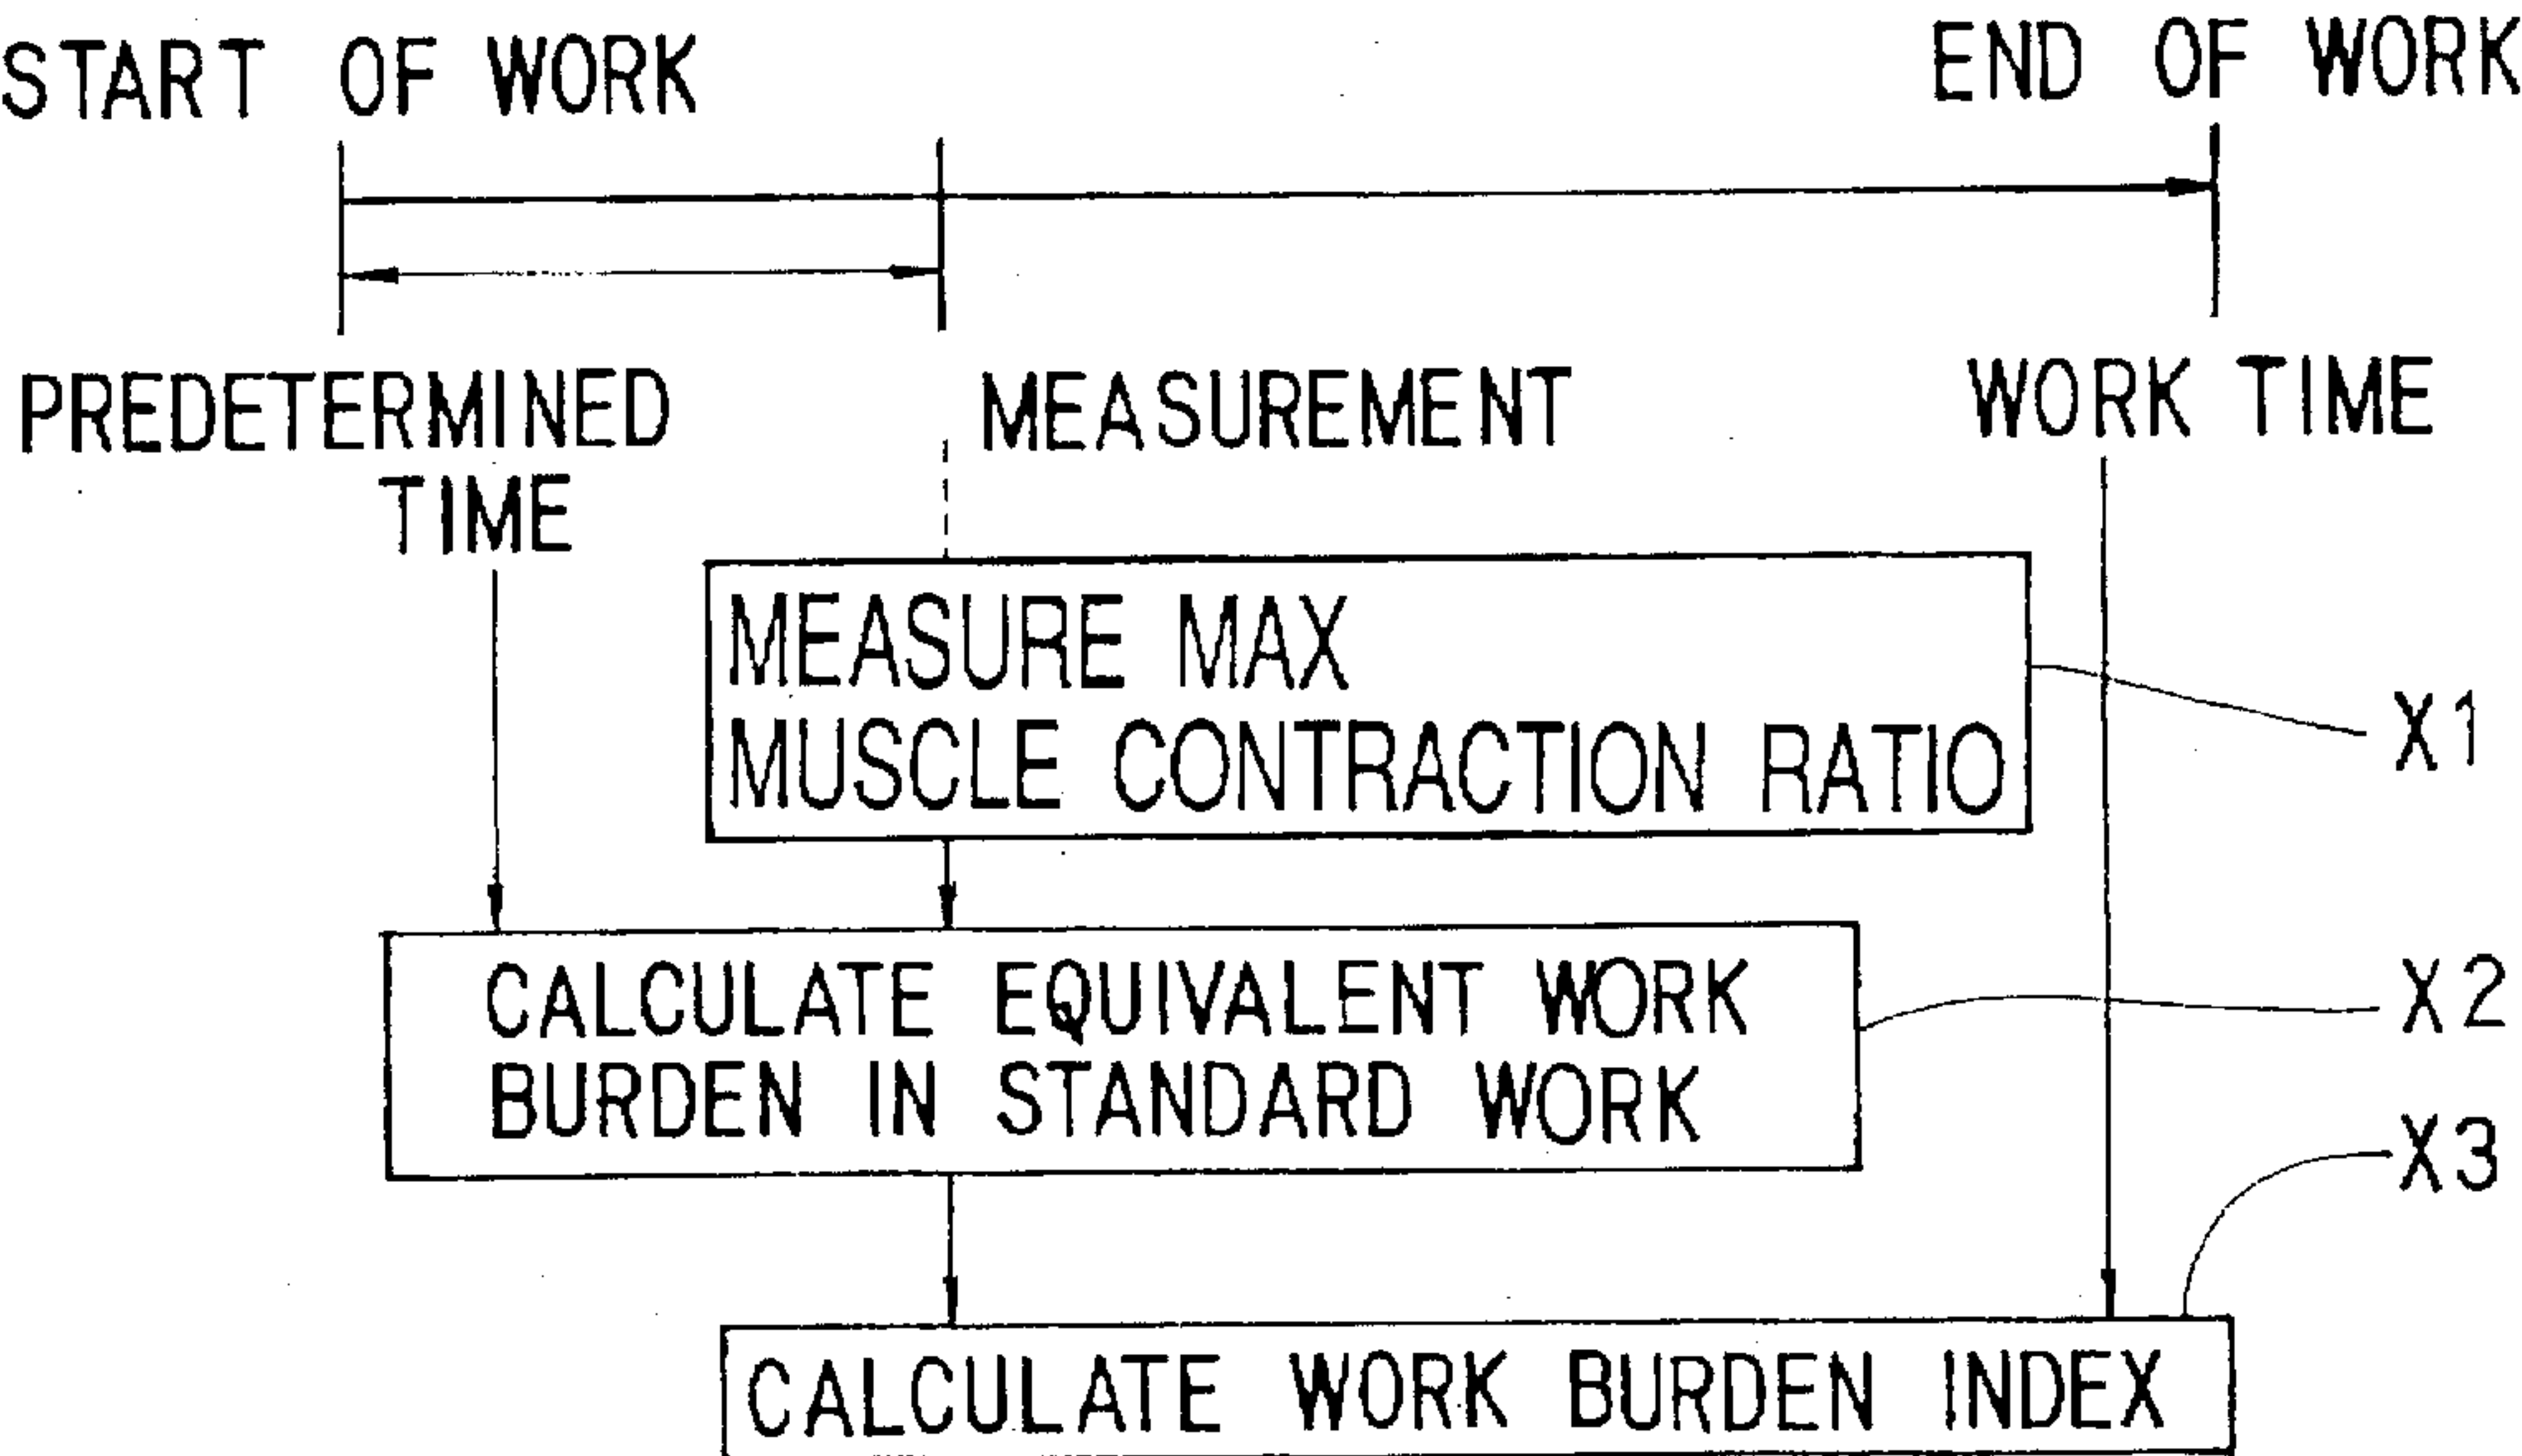 START OF WORK
END OF WORK
PREDETERMINED
TIME
MEASUREMENT
WORK TIME
MEASURE MAX
MUSCLE CONTRACTION RATIO
X1
CALCULATE EQUIVALENT WORK
BURDEN IN STANDARD WORK
X2
X3
CALCULATE WORK BURDEN INDEX